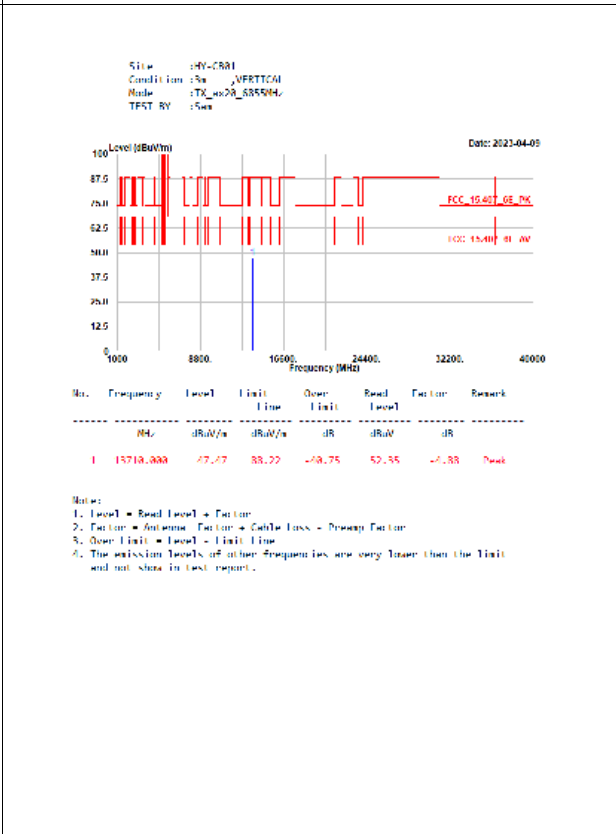 Site :HY-CB01
Condition :3m ,VERTICAL
Mode :TX_ax20_6855MHz
TEST BY :Sam
Level (dBuV/m)
Date: 2023-04-09
100
87.5
75.0
62.5
50.0
37.5
25.0
12.5
0
FCC_15.407_6E_PK
FCC_15.407_6E_AV
1
1000 8800. 16600. 24400. 32200. 40000
Frequency (MHz)
No. Frequency Level Limit Over Read Factor Remark
Line Limit Level
MHz dBuV/m dBuV/m dB dBuV dB
1 13710.000 47.47 88.22 -40.75 52.35 -4.88 Peak
Note:
1. Level = Read Level + Factor
2. Factor = Antenna Factor + Cable Loss - Preamp Factor
3. Over Limit = Level - Limit Line
4. The emission levels of other frequencies are very lower than the limit
and not show in test report.